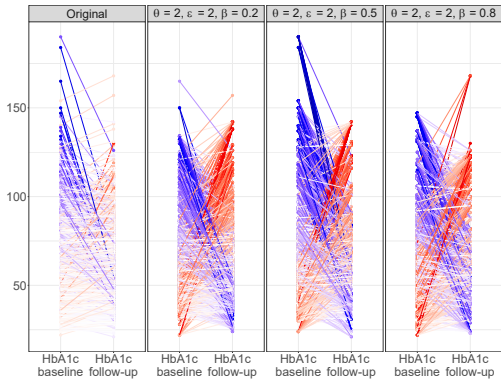 Original
θ = 2, ε = 2, β = 0.2
θ = 2, ε = 2, β = 0.5
θ = 2, ε = 2, β = 0.8
150
100
50
HbA1c baseline
HbA1c follow-up
HbA1c baseline
HbA1c follow-up
HbA1c baseline
HbA1c follow-up
HbA1c baseline
HbA1c follow-up